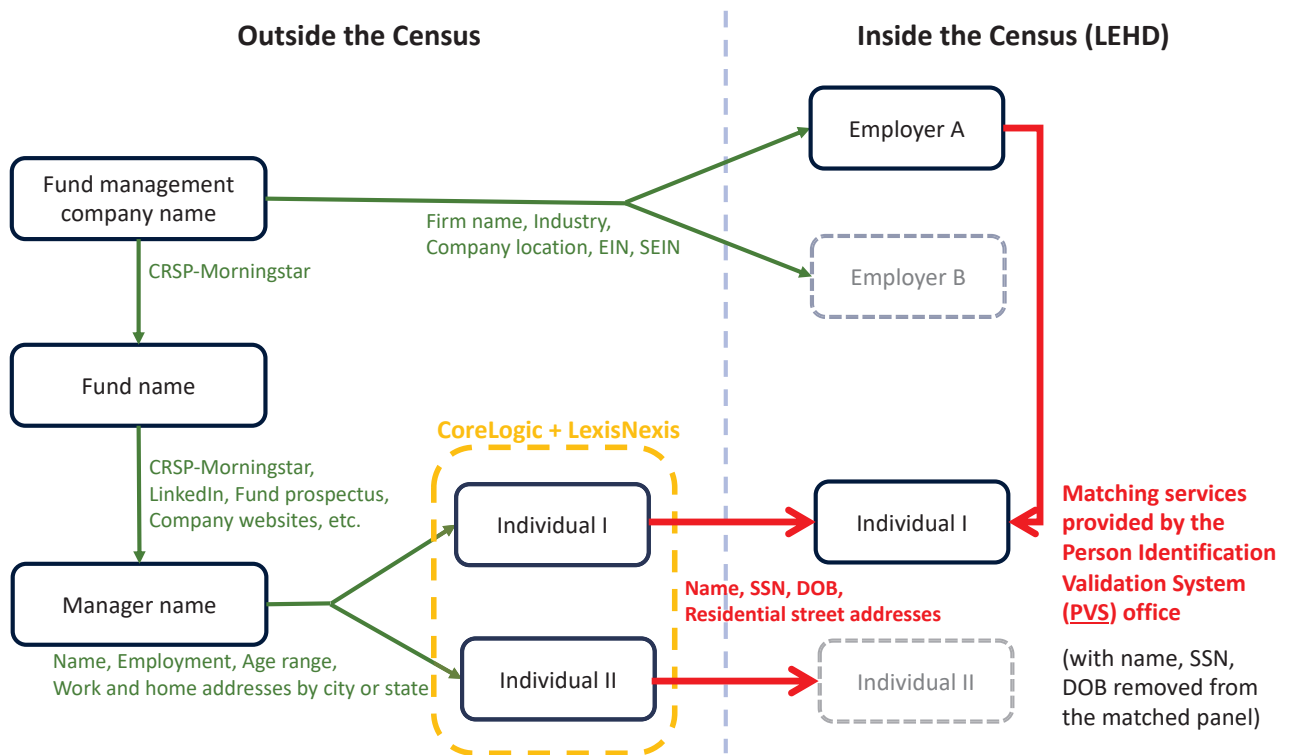 Outside the Census
Inside the Census (LEHD)
Employer A
Fund management
company name
Firm name, Industry,
Company location, EIN, SEIN
CRSP-Morningstar
Employer B
Fund name
CoreLogic + LexisNexis
CRSP-Morningstar,
LinkedIn, Fund prospectus,
Company websites, etc.
Individual I
Individual I
Matching services
provided by the
Person Identification
Validation System
(PVS) office
Manager name
Name, SSN, DOB,
Residential street addresses
Name, Employment, Age range,
Work and home addresses by city or state
Individual II
Individual II
(with name, SSN,
DOB removed from
the matched panel)